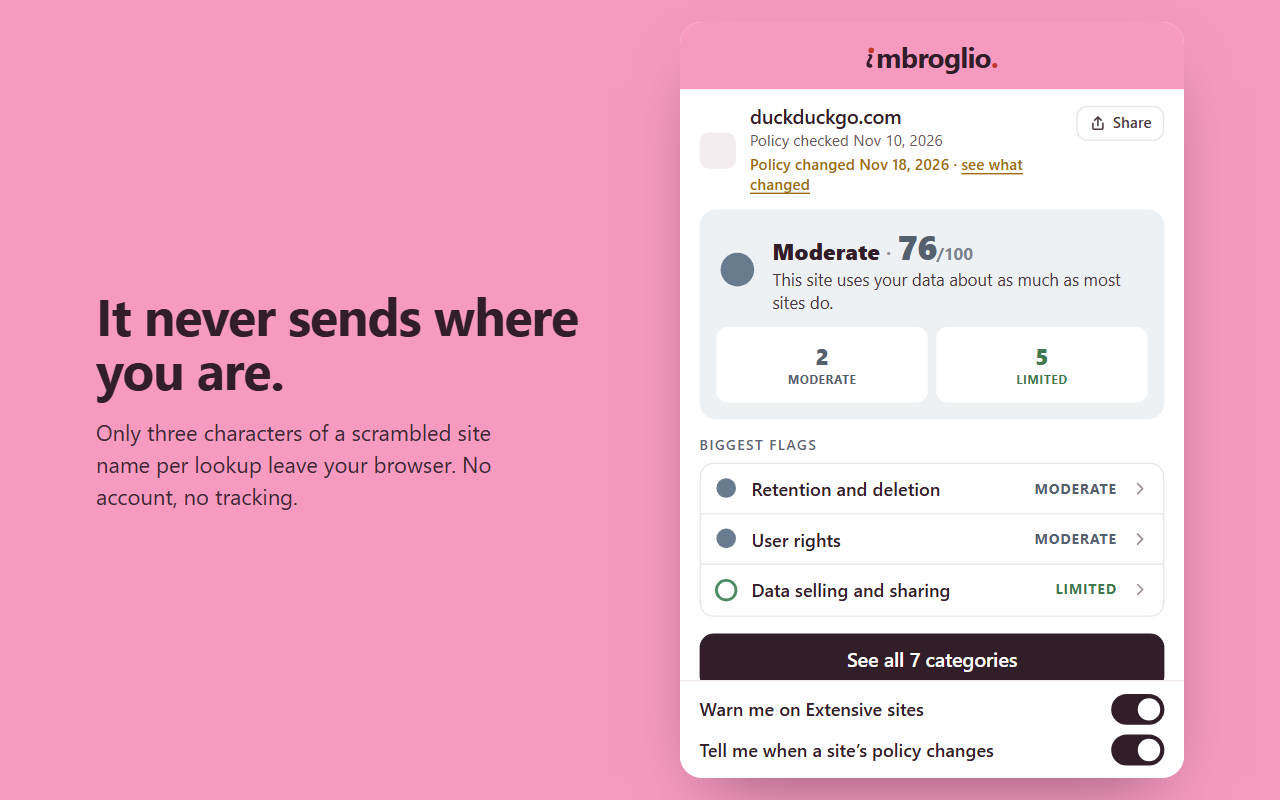 It never sends where
you are.
Only three characters of a scrambled site
name per lookup leave your browser. No
account, no tracking.
imbroglio.
duckduckgo.com
Policy checked Nov 10, 2026
Policy changed Nov 18, 2026 · see what
changed
Share
Moderate · 76/100
This site uses your data about as much as most
sites do.
2
MODERATE
5
LIMITED
BIGGEST FLAGS
Retention and deletion MODERATE
User rights MODERATE
Data selling and sharing LIMITED
See all 7 categories
Warn me on Extensive sites
Tell me when a site’s policy changes